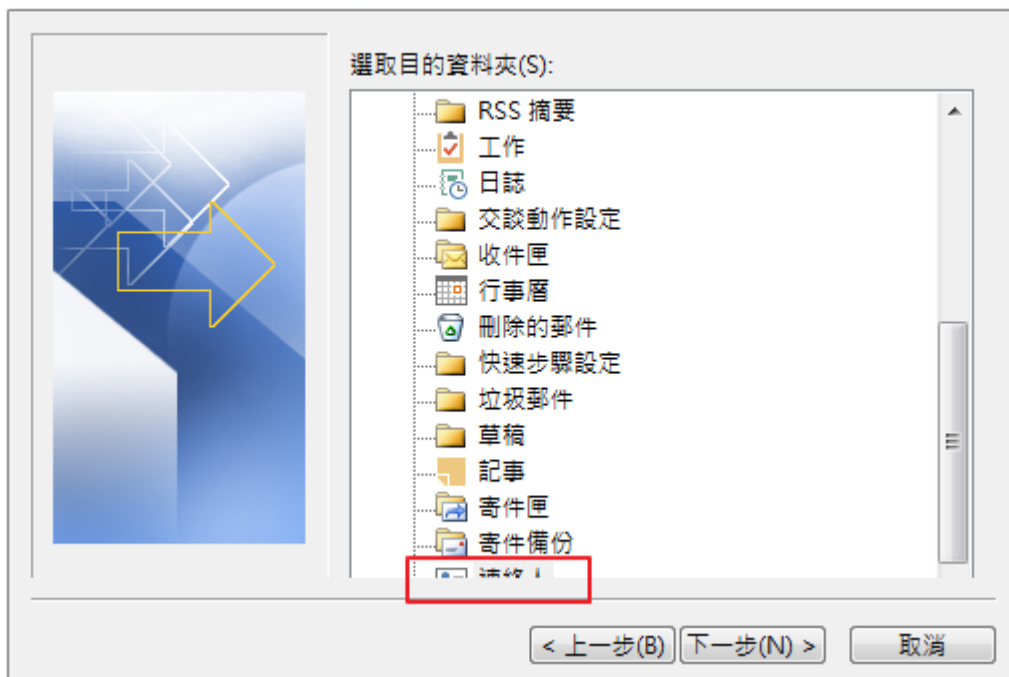 選取目的資料夾(S):
RSS 摘要
工作
日誌
交談動作設定
收件匣
行事曆
刪除的郵件
快速步驟設定
垃圾郵件
草稿
記事
寄件匣
寄件備份
連絡人
< 上一步(B)
下一步(N) >
取消